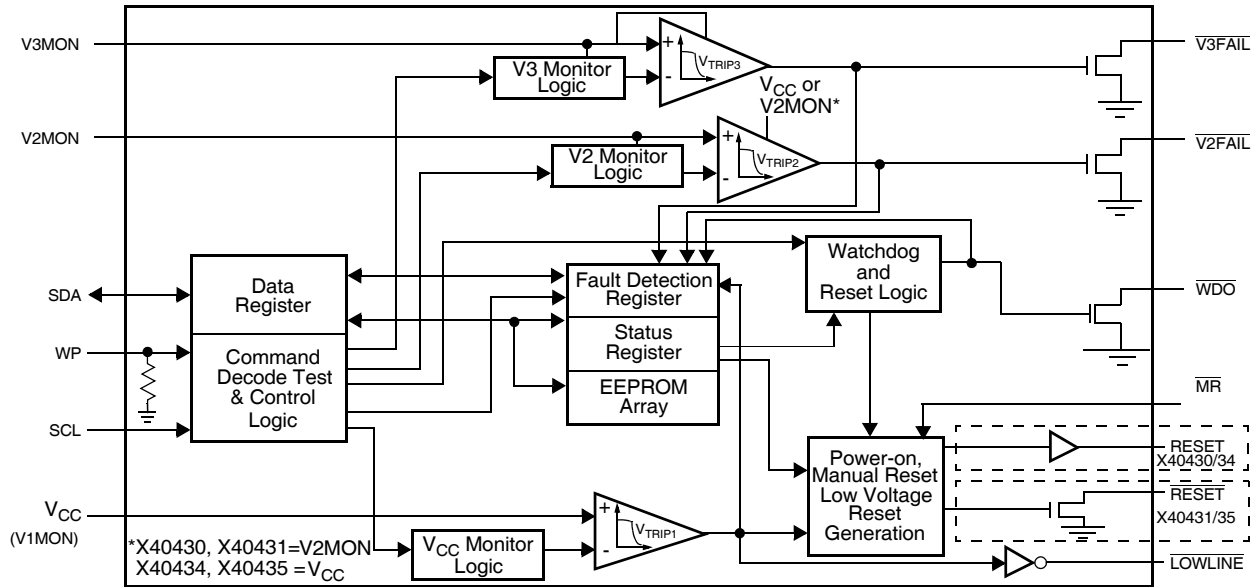 V3MON
+
-
VTRIP3
V3 Monitor
Logic
V3FAIL
VCC or
V2MON*
V2MON
+
-
VTRIP2
V2 Monitor
Logic
V2FAIL
SDA
WP
SCL
Data
Register
Command
Decode Test
& Control
Logic
Fault Detection
Register
Status
Register
EEPROM
Array
Watchdog
and
Reset Logic
WDO
MR
Power-on,
Manual Reset
Low Voltage
Reset
Generation
RESET
X40430/34
RESET
X40431/35
VCC
(V1MON)
+
-
VTRIP1
VCC Monitor
Logic
LOWLINE
*X40430, X40431=V2MON
X40434, X40435 =VCC